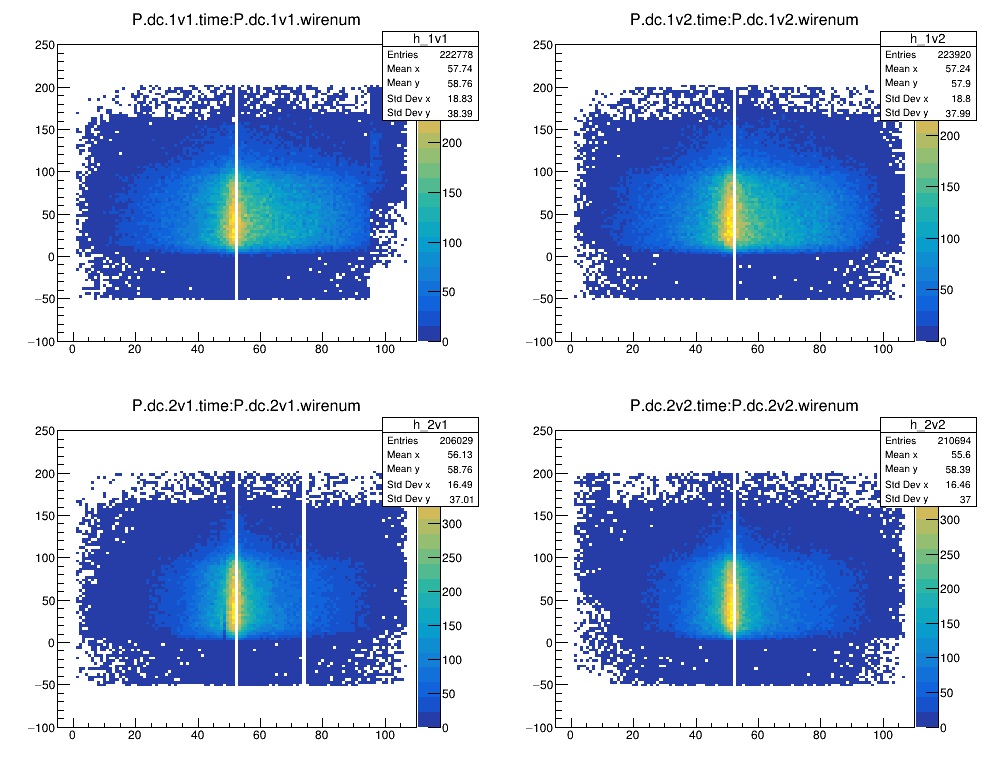 P.dc.1v1.time:P.dc.1v1.wirenum
h_1v1
Entries 222778
Mean x 57.74
Mean y 58.76
Std Dev x 18.83
Std Dev y 38.39
250
200
150
100
50
0
−50
−100
0 20 40 60 80 100
200
150
100
50
0
P.dc.1v2.time:P.dc.1v2.wirenum
h_1v2
Entries 223920
Mean x 57.24
Mean y 57.9
Std Dev x 18.8
Std Dev y 37.99
250
200
150
100
50
0
−50
−100
0 20 40 60 80 100
200
150
100
50
0
P.dc.2v1.time:P.dc.2v1.wirenum
h_2v1
Entries 206029
Mean x 56.13
Mean y 58.76
Std Dev x 16.49
Std Dev y 37.01
250
200
150
100
50
0
−50
−100
0 20 40 60 80 100
300
250
200
150
100
50
0
P.dc.2v2.time:P.dc.2v2.wirenum
h_2v2
Entries 210694
Mean x 55.6
Mean y 58.39
Std Dev x 16.46
Std Dev y 37
250
200
150
100
50
0
−50
−100
0 20 40 60 80 100
300
250
200
150
100
50
0